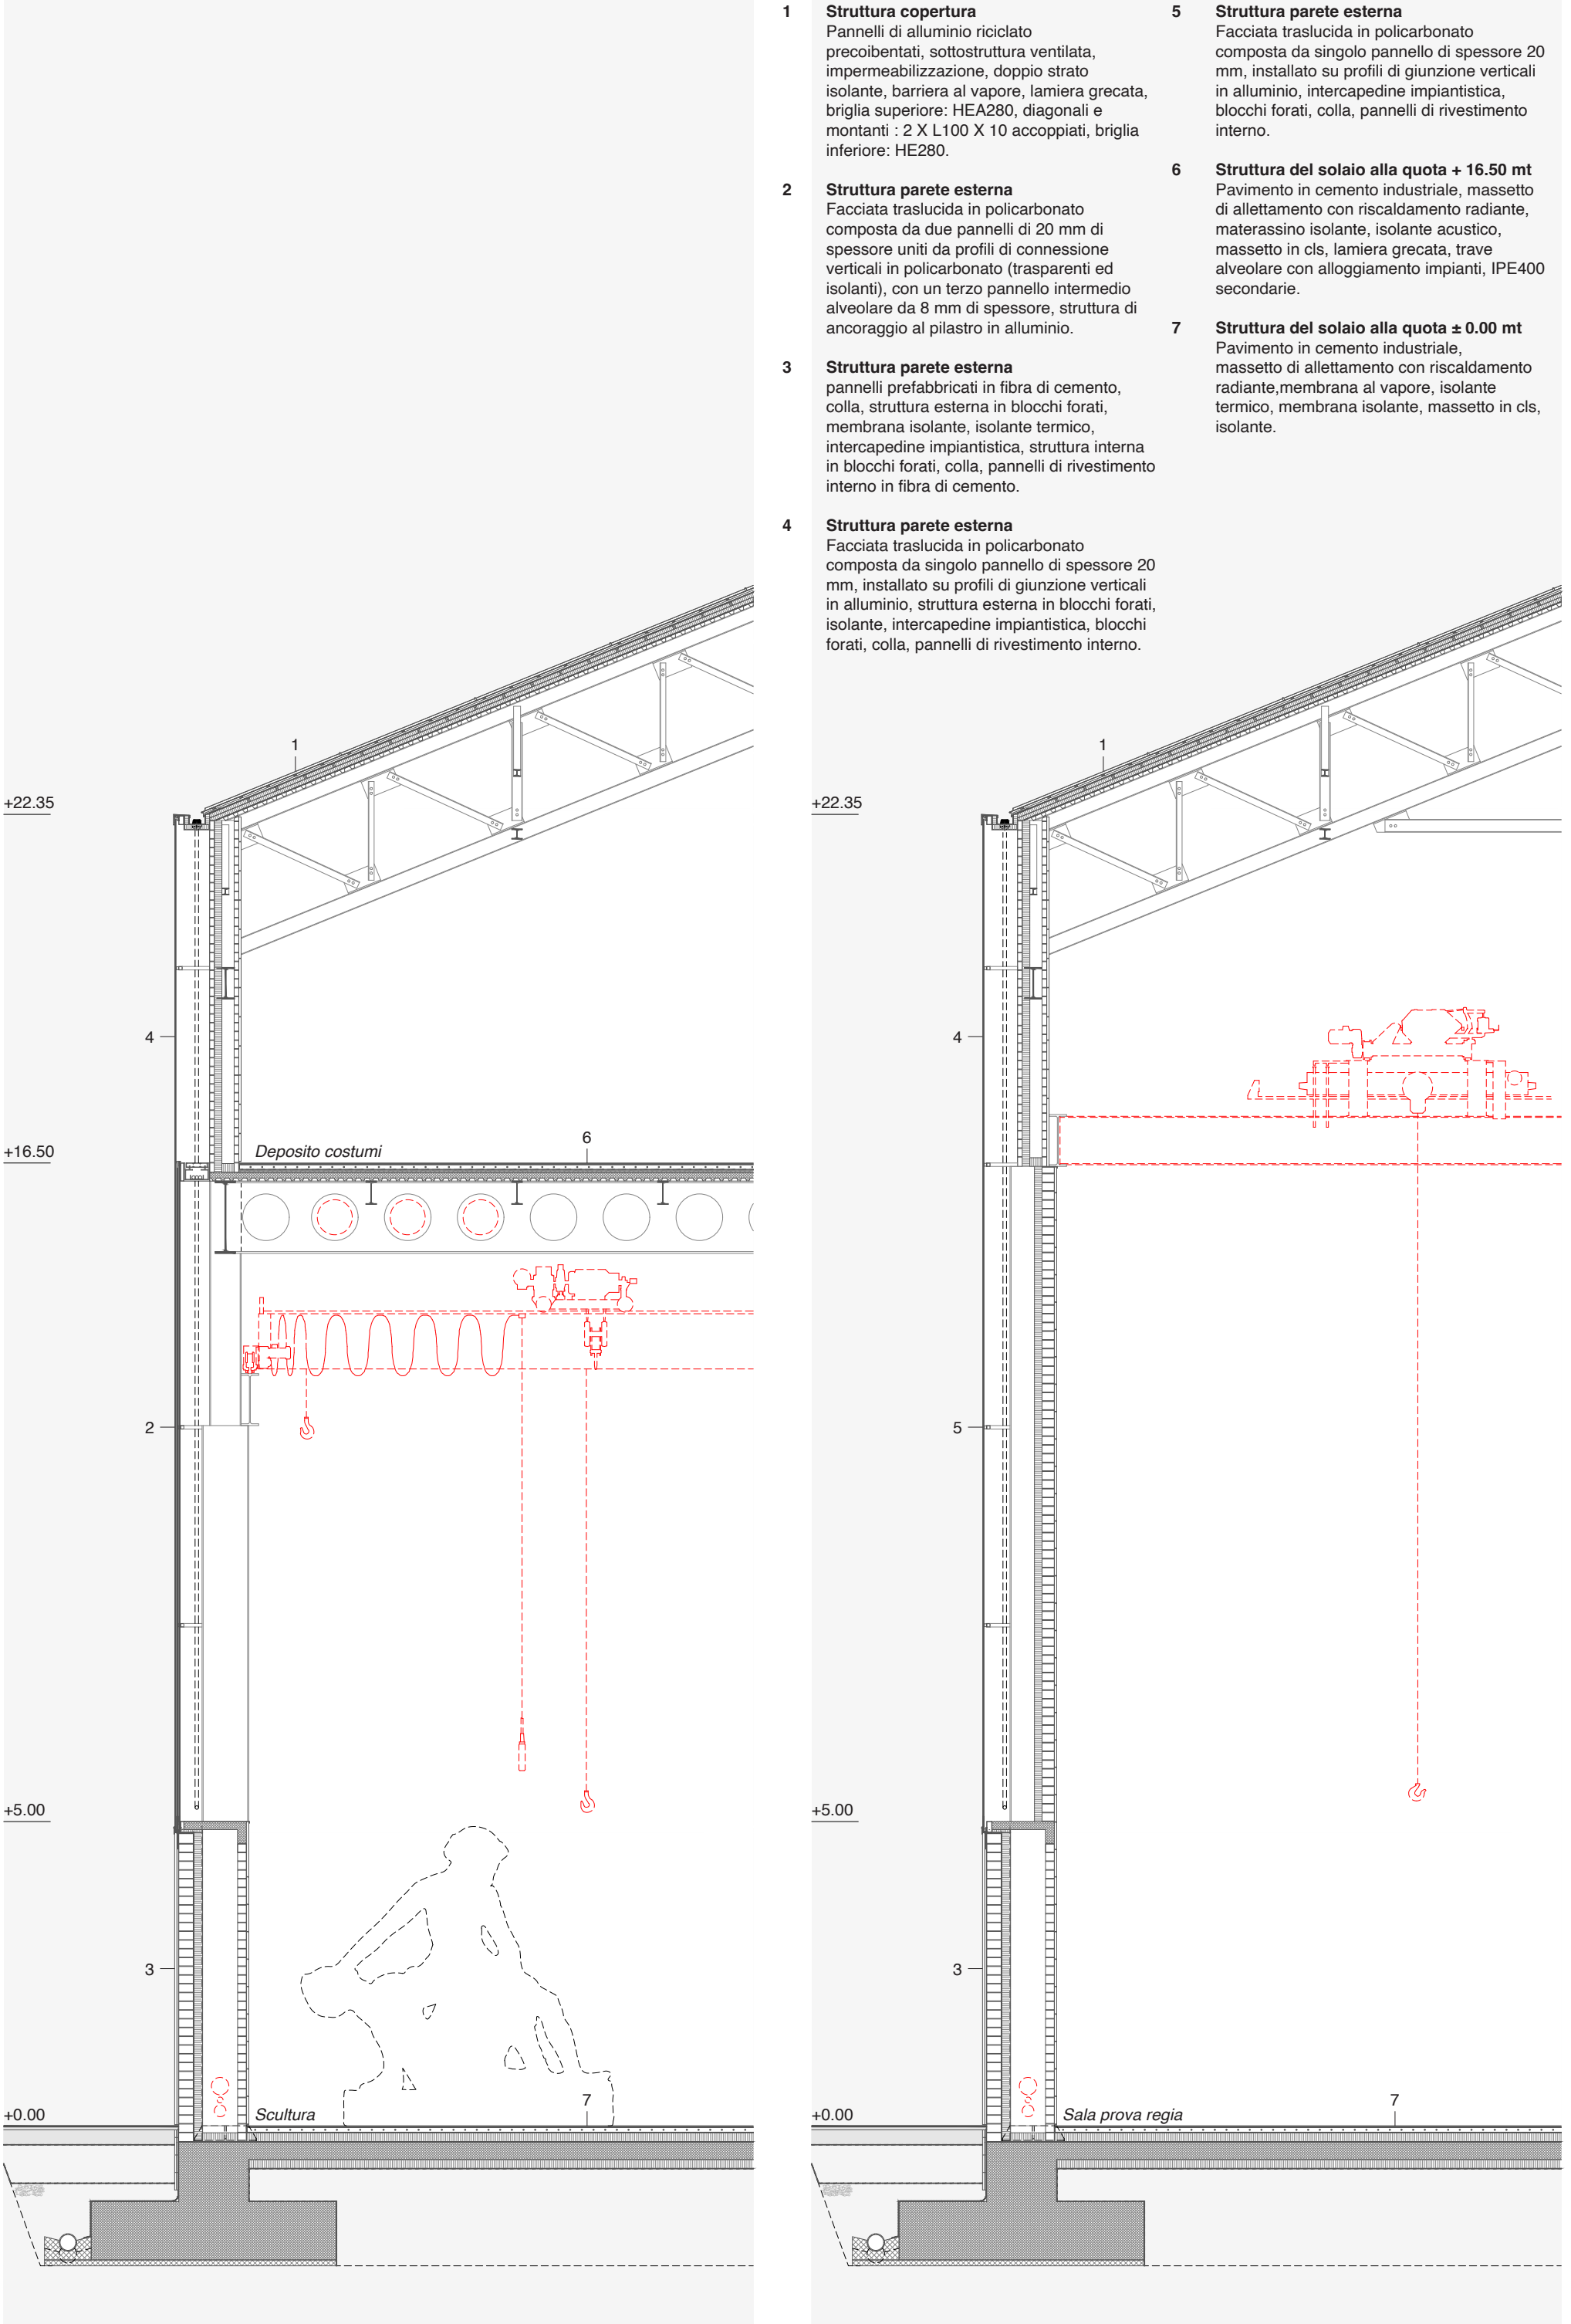 1 Struttura copertura
Pannelli di alluminio riciclato
precoibentati, sottostruttura ventilata,
impermeabilizzazione, doppio strato
isolante, barriera al vapore, lamiera grecata,
briglia superiore: HEA280, diagonali e
montanti : 2 X L100 X 10 accoppiati, briglia
inferiore: HE280.
2 Struttura parete esterna
Facciata traslucida in policarbonato
composta da due pannelli di 20 mm di
spessore uniti da profili di connessione
verticali in policarbonato (trasparenti ed
isolanti), con un terzo pannello intermedio
alveolare da 8 mm di spessore, struttura di
ancoraggio al pilastro in alluminio.
3 Struttura parete esterna
pannelli prefabbricati in fibra di cemento,
colla, struttura esterna in blocchi forati,
membrana isolante, isolante termico,
intercapedine impiantistica, struttura interna
in blocchi forati, colla, pannelli di rivestimento
interno in fibra di cemento.
4 Struttura parete esterna
Facciata traslucida in policarbonato
composta da singolo pannello di spessore 20
mm, installato su profili di giunzione verticali
in alluminio, struttura esterna in blocchi forati,
isolante, intercapedine impiantistica, blocchi
forati, colla, pannelli di rivestimento interno.
5 Struttura parete esterna
Facciata traslucida in policarbonato
composta da singolo pannello di spessore 20
mm, installato su profili di giunzione verticali
in alluminio, intercapedine impiantistica,
blocchi forati, colla, pannelli di rivestimento
interno.
6 Struttura del solaio alla quota + 16.50 mt
Pavimento in cemento industriale, massetto
di allettamento con riscaldamento radiante,
materassino isolante, isolante acustico,
massetto in cls, lamiera grecata, trave
alveolare con alloggiamento impianti, IPE400
secondarie.
7 Struttura del solaio alla quota ± 0.00 mt
Pavimento in cemento industriale,
massetto di allettamento con riscaldamento
radiante,membrana al vapore, isolante
termico, membrana isolante, massetto in cls,
isolante.
1
+22.35
4
+16.50
Deposito costumi
6
2
+5.00
3
+0.00
Scultura
7
1
+22.35
4
5
+5.00
3
+0.00
Sala prova regia
7